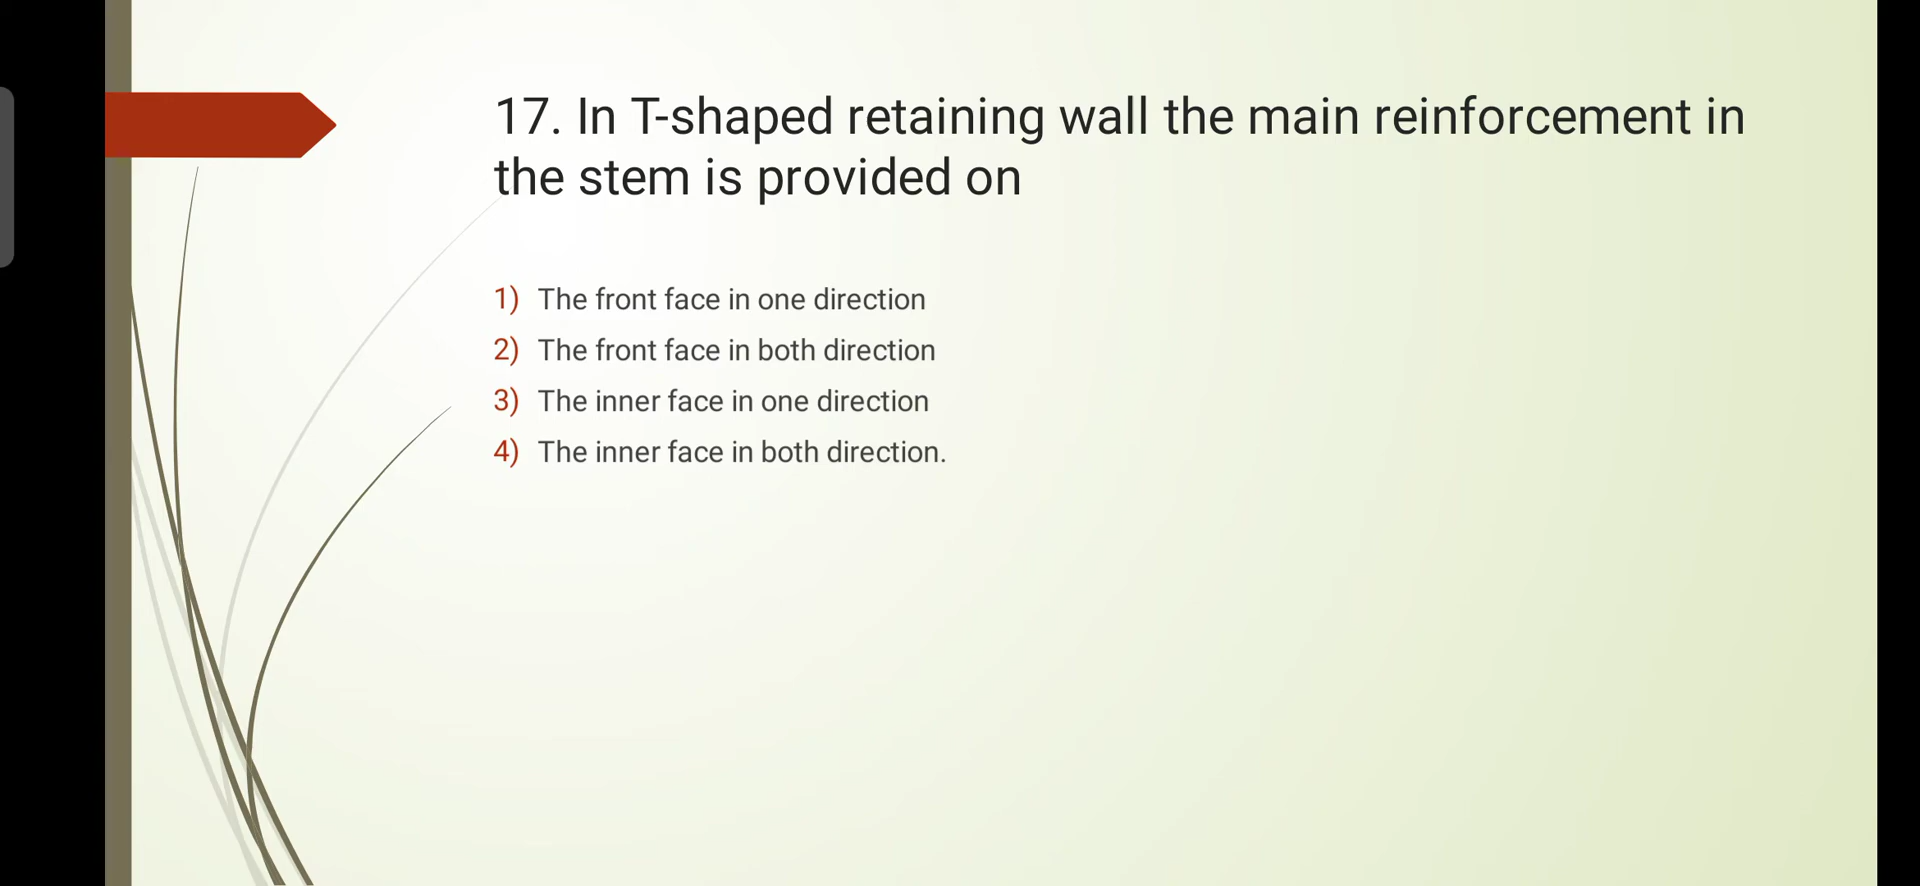 17. In T-shaped retaining wall the main reinforcement in
the stem is provided on
1) The front face in one direction
2) The front face in both direction
3) The inner face in one direction
4) The inner face in both direction.